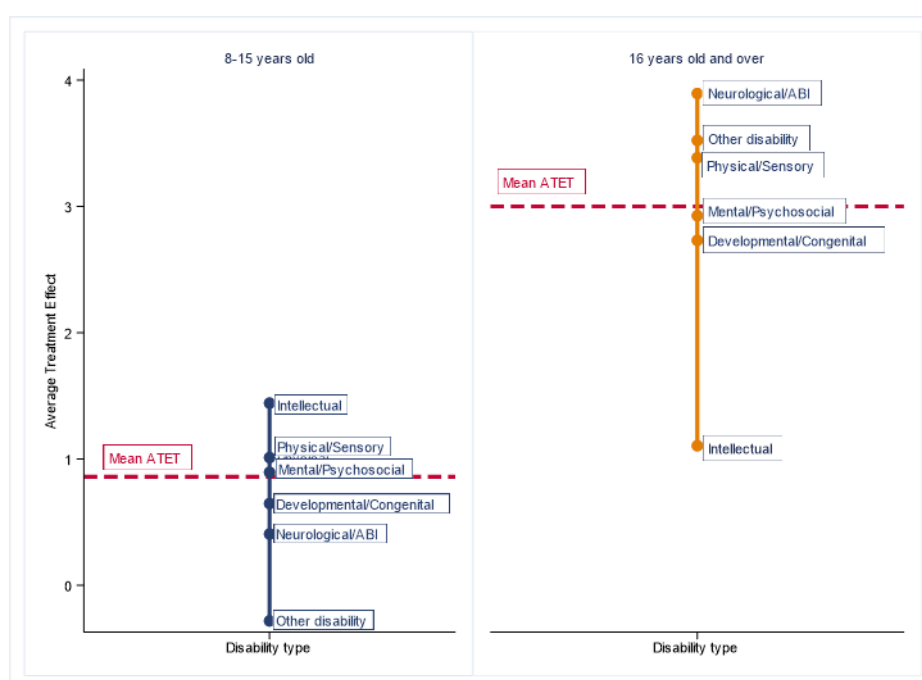 8-15 years old
16 years old and over
Average Treatment Effect
4
3
2
1
0
Mean ATET
Intellectual
Physical/Sensory
Mental/Psychosocial
Developmental/Congenital
Neurological/ABI
Other disability
Disability type
Neurological/ABI
Other disability
Physical/Sensory
Mean ATET
Mental/Psychosocial
Developmental/Congenital
Intellectual
Disability type